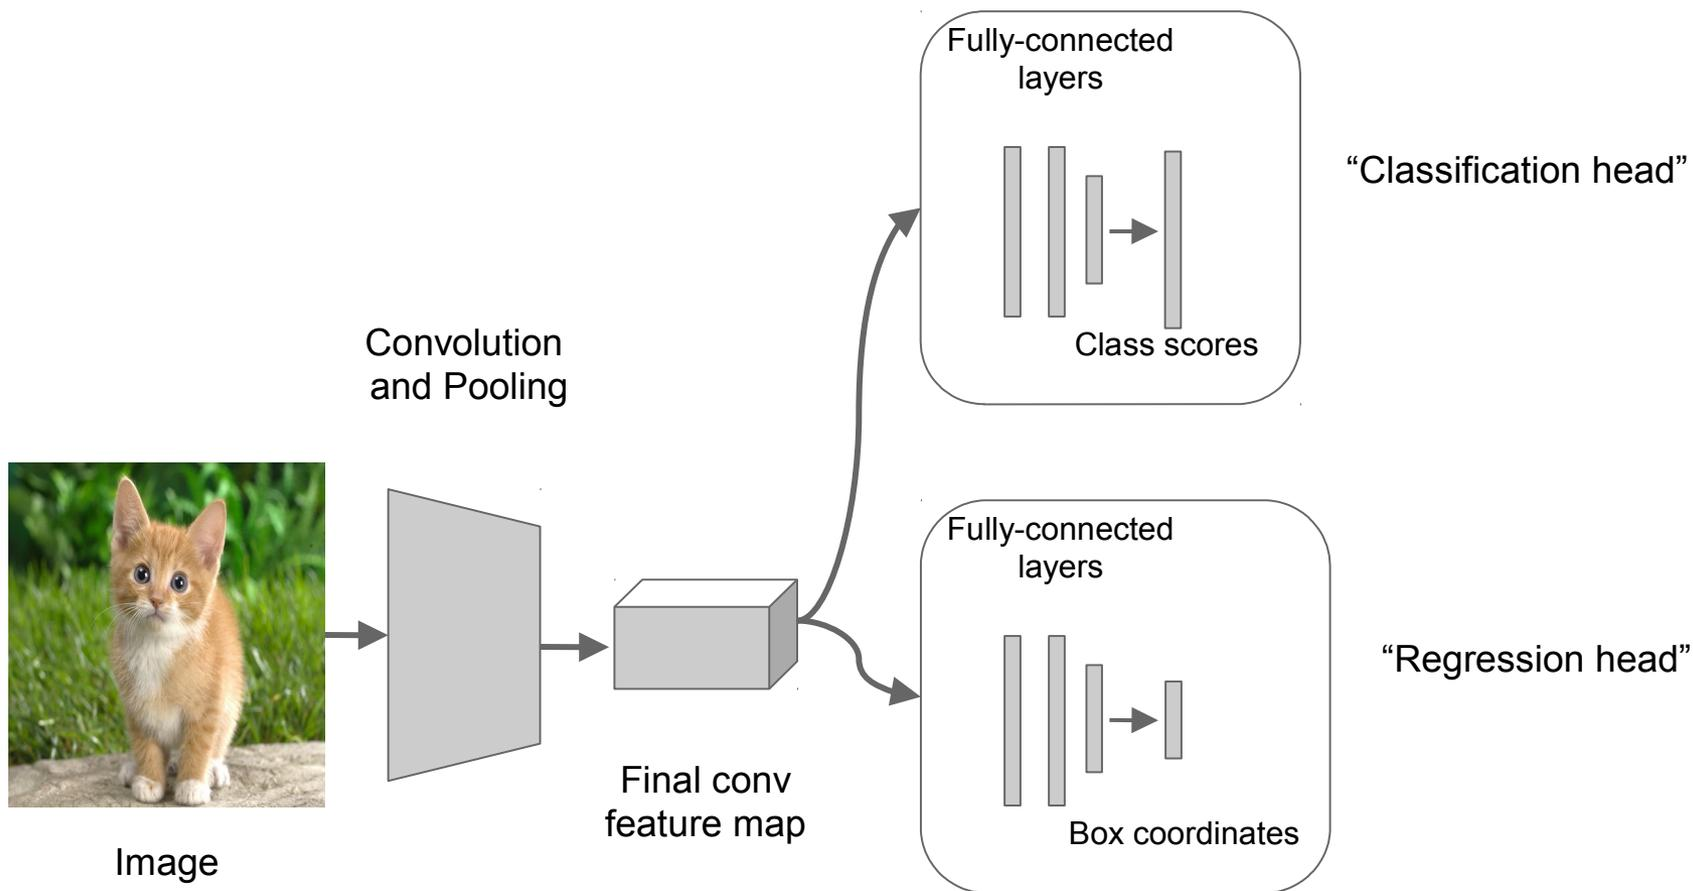 Fully-connected
layers
“Classification head”
Class scores
Convolution
and Pooling
Fully-connected
layers
“Regression head”
Final conv
feature map
Box coordinates
Image